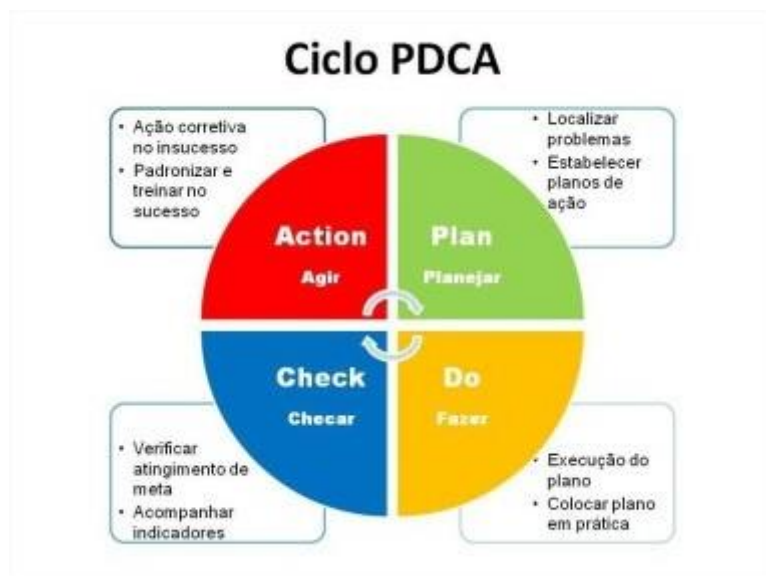 Ciclo PDCA
• Ação corretiva
no insucesso
• Padronizar e
treinar no
sucesso
Action
Agir
Plan
Planejar
• Localizar
problemas
• Estabelecer
planos de
ação
Check
Checar
Do
Fazer
• Verificar
atingimento de
meta
• Acompanhar
indicadores
• Execução do
plano
• Colocar plano
em prática